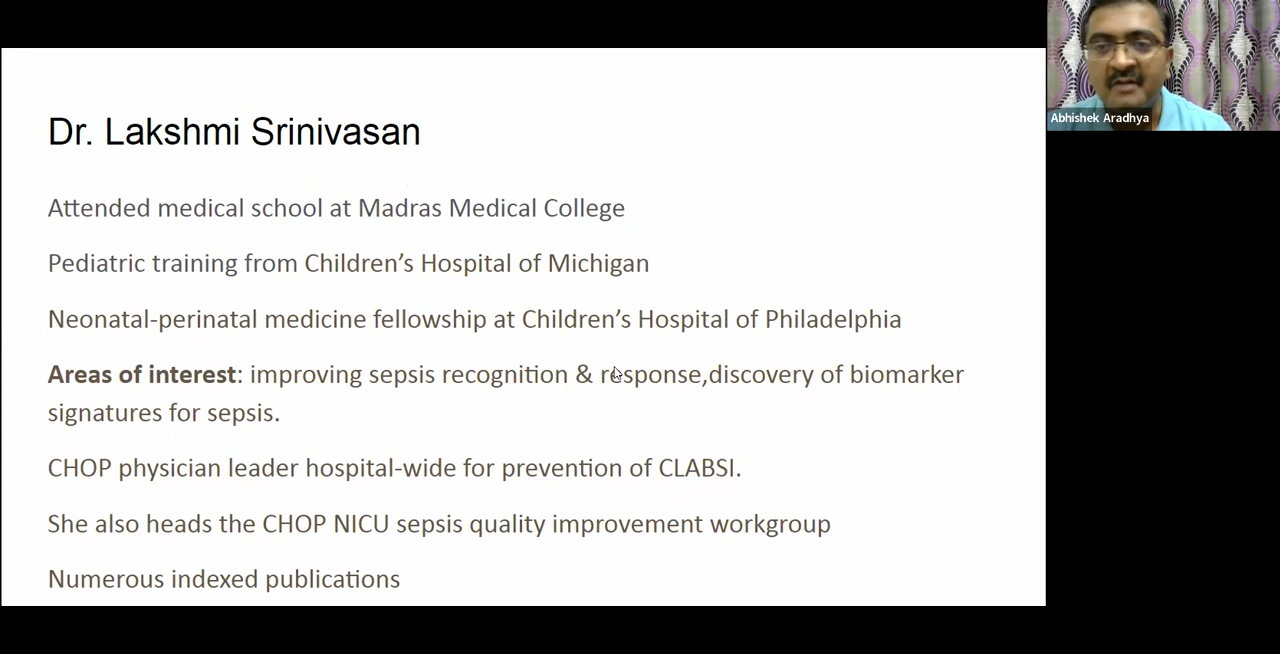 Dr. Lakshmi Srinivasan
Attended medical school at Madras Medical College
Pediatric training from Children's Hospital of Michigan
Neonatal-perinatal medicine fellowship at Children's Hospital of Philadelphia
Areas of interest: improving sepsis recognition & response,discovery of biomarker
signatures for sepsis.
CHOP physician leader hospital-wide for prevention of CLABSI.
She also heads the CHOP NICU sepsis quality improvement workgroup
Numerous indexed publications
Abhishek Aradhya